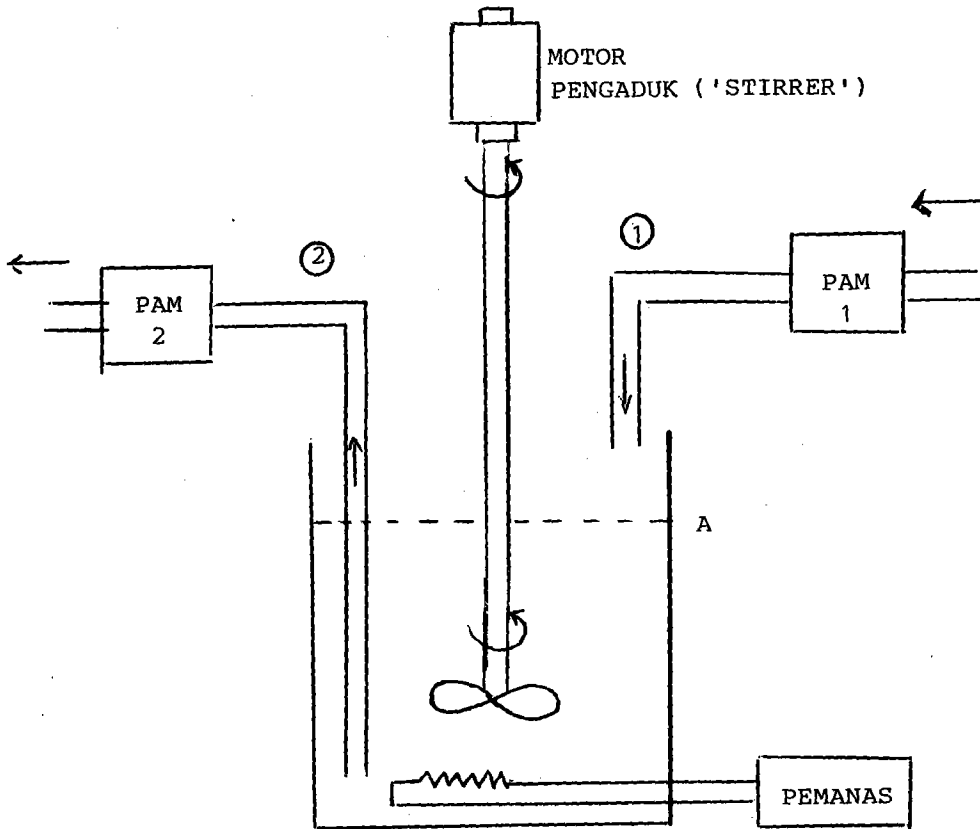 MOTOR
PENGADUK ('STIRRER')
2
1
PAM
2
PAM
1
A
PEMANAS